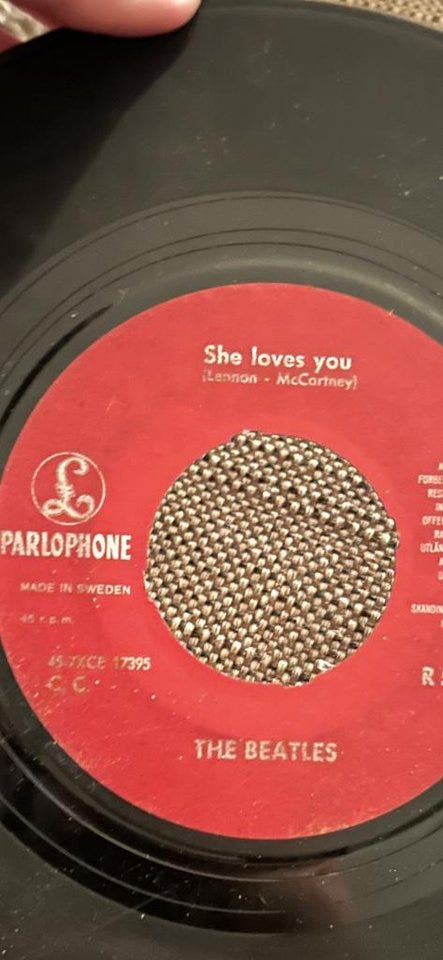 She loves you
(Lennon - McCartney)
£
PARLOPHONE
MADE IN SWEDEN
45 r.p.m.
45-7XCE 17395
C. C.
THE BEATLES
R